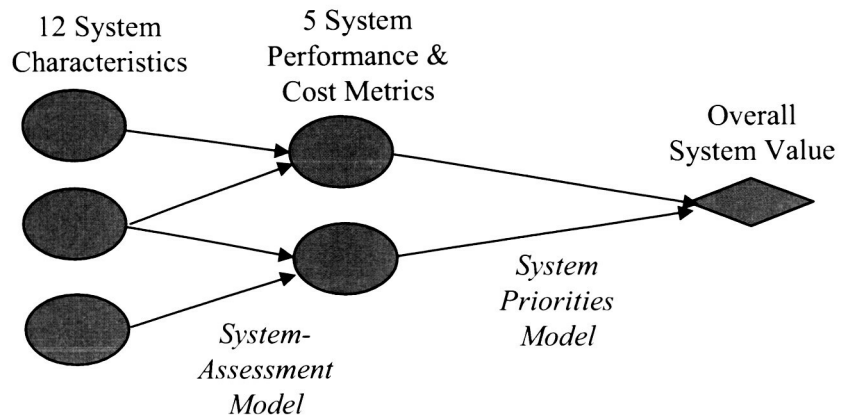 12 System
Characteristics
5 System
Performance &
Cost Metrics
Overall
System Value
System-
Assessment
Model
System
Priorities
Model